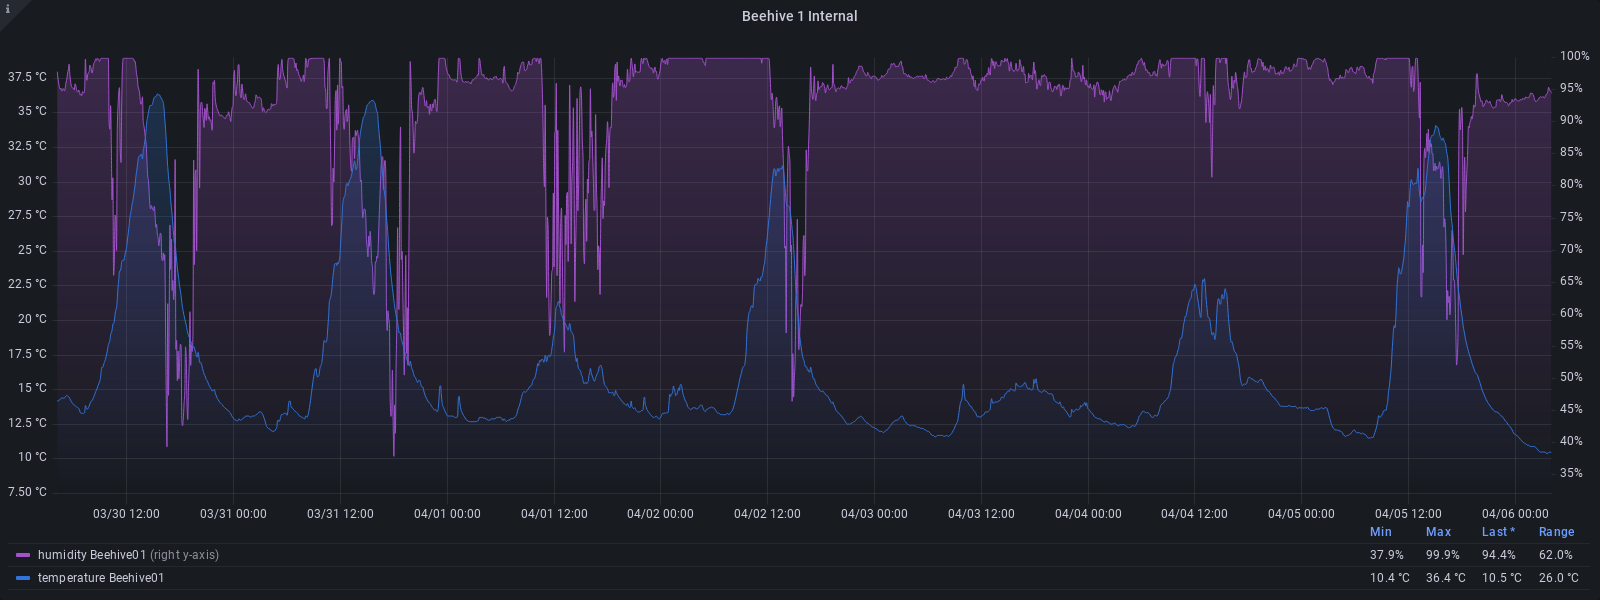 i
Beehive 1 Internal
100%
37.5 °C
95%
35 °C
90%
32.5 °C
85%
30 °C
80%
27.5 °C
75%
25 °C
70%
22.5 °C
65%
20 °C
60%
17.5 °C
55%
15 °C
50%
12.5 °C
45%
10 °C
40%
7.50 °C
35%
03/30 12:00 03/31 00:00 03/31 12:00 04/01 00:00 04/01 12:00 04/02 00:00 04/02 12:00 04/03 00:00 04/03 12:00 04/04 00:00 04/04 12:00 04/05 00:00 04/05 12:00 04/06 00:00
Min Max Last * Range
humidity Beehive01 (right y-axis) 37.9% 99.9% 94.4% 62.0%
temperature Beehive01 10.4 °C 36.4 °C 10.5 °C 26.0 °C